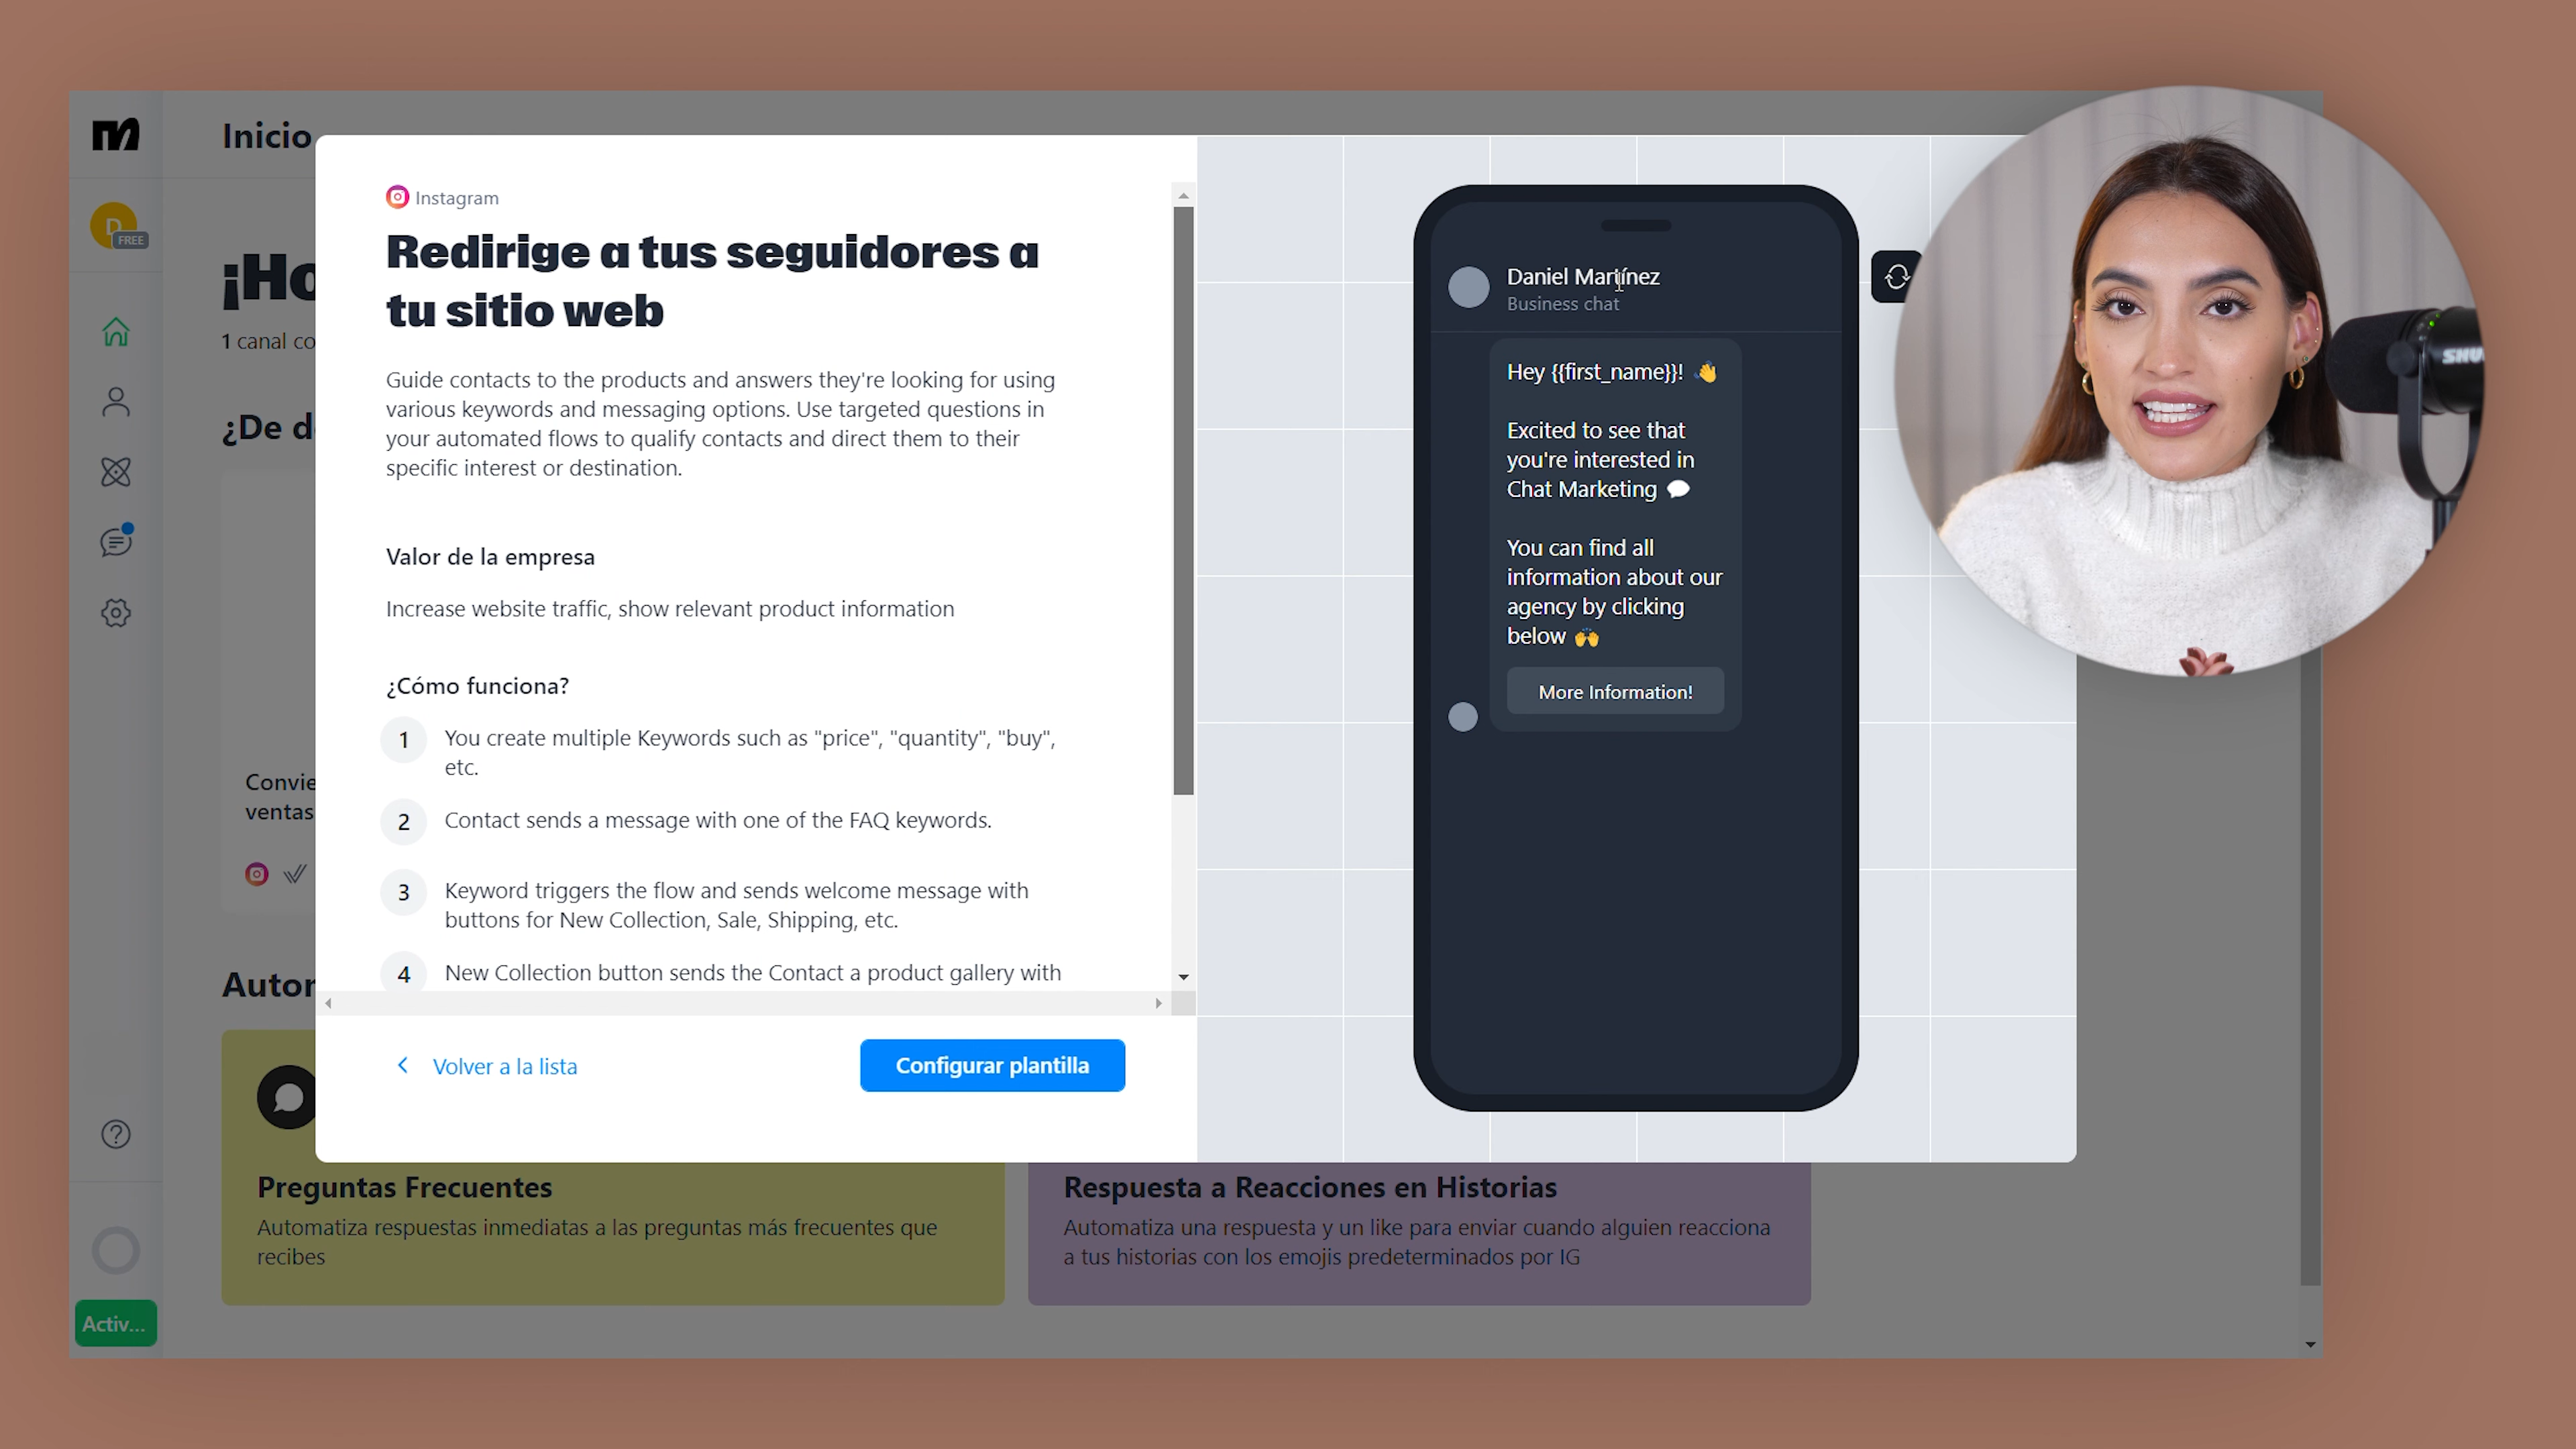 Inicio
FREE
¡Ho
1 canal co
¿De d
Convie
ventas
Autor
Instagram
Redirige a tus seguidores a
tu sitio web
Guide contacts to the products and answers they're looking for using
various keywords and messaging options. Use targeted questions in
your automated flows to qualify contacts and direct them to their
specific interest or destination.
Valor de la empresa
Increase website traffic, show relevant product information
¿Cómo funciona?
1 You create multiple Keywords such as "price", "quantity", "buy",
etc.
2 Contact sends a message with one of the FAQ keywords.
3 Keyword triggers the flow and sends welcome message with
buttons for New Collection, Sale, Shipping, etc.
4 New Collection button sends the Contact a product gallery with
Volver a la lista
Configurar plantilla
Daniel Martínez
Business chat
Hey {{first_name}}! 👋
Excited to see that
you're interested in
Chat Marketing 💬
You can find all
information about our
agency by clicking
below 🙌
More Information!
Preguntas Frecuentes
Automatiza respuestas inmediatas a las preguntas más frecuentes que
recibes
Respuesta a Reacciones en Historias
Automatiza una respuesta y un like para enviar cuando alguien reacciona
a tus historias con los emojis predeterminados por IG
Activ...
D
SHU